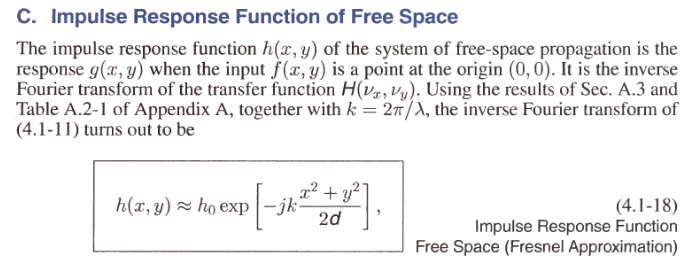 C. Impulse Response Function of Free Space
The impulse response function h(x, y) of the system of free-space propagation is the
response g(x, y) when the input f(x, y) is a point at the origin (0, 0). It is the inverse
Fourier transform of the transfer function H(νx, νy). Using the results of Sec. A.3 and
Table A.2-1 of Appendix A, together with k = 2π/λ, the inverse Fourier transform of
(4.1-11) turns out to be
h(x, y) ≈ h0 exp [−jk (x² + y²)/2d],
(4.1-18)
Impulse Response Function
Free Space (Fresnel Approximation)